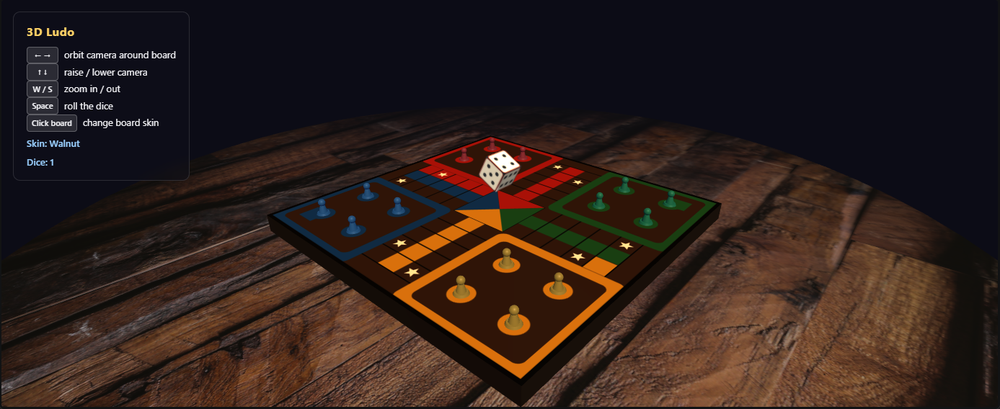 3D Ludo
← → orbit camera around board
↑ ↓ raise / lower camera
W / S zoom in / out
Space roll the dice
Click board change board skin
Skin: Walnut
Dice: 1